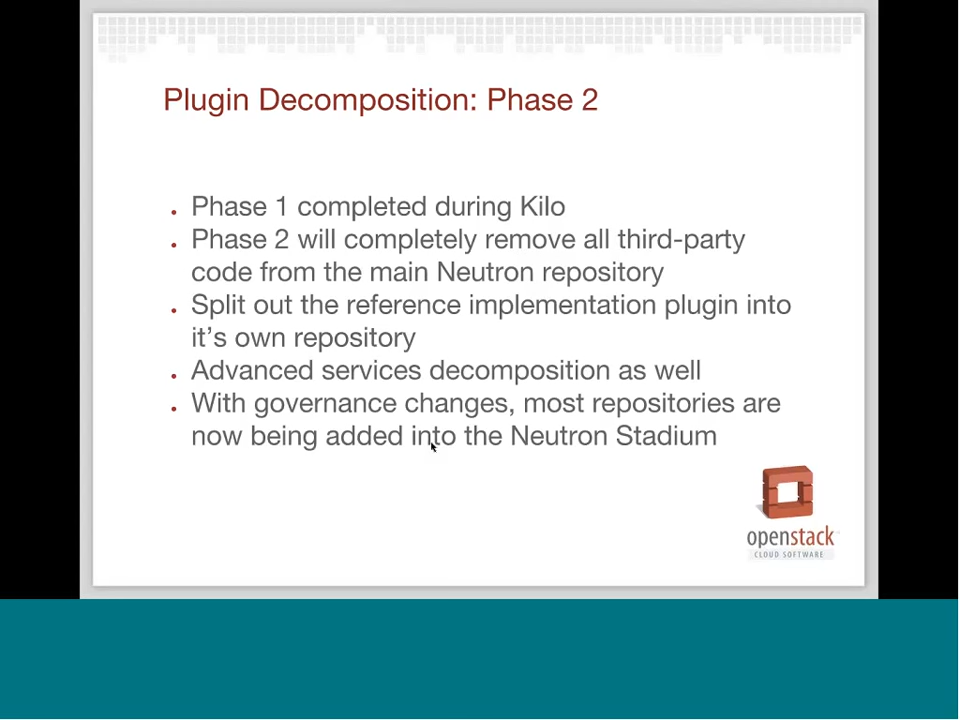 Plugin Decomposition: Phase 2
Phase 1 completed during Kilo
Phase 2 will completely remove all third-party
code from the main Neutron repository
Split out the reference implementation plugin into
it’s own repository
Advanced services decomposition as well
With governance changes, most repositories are
now being added into the Neutron Stadium
openstack
CLOUD SOFTWARE